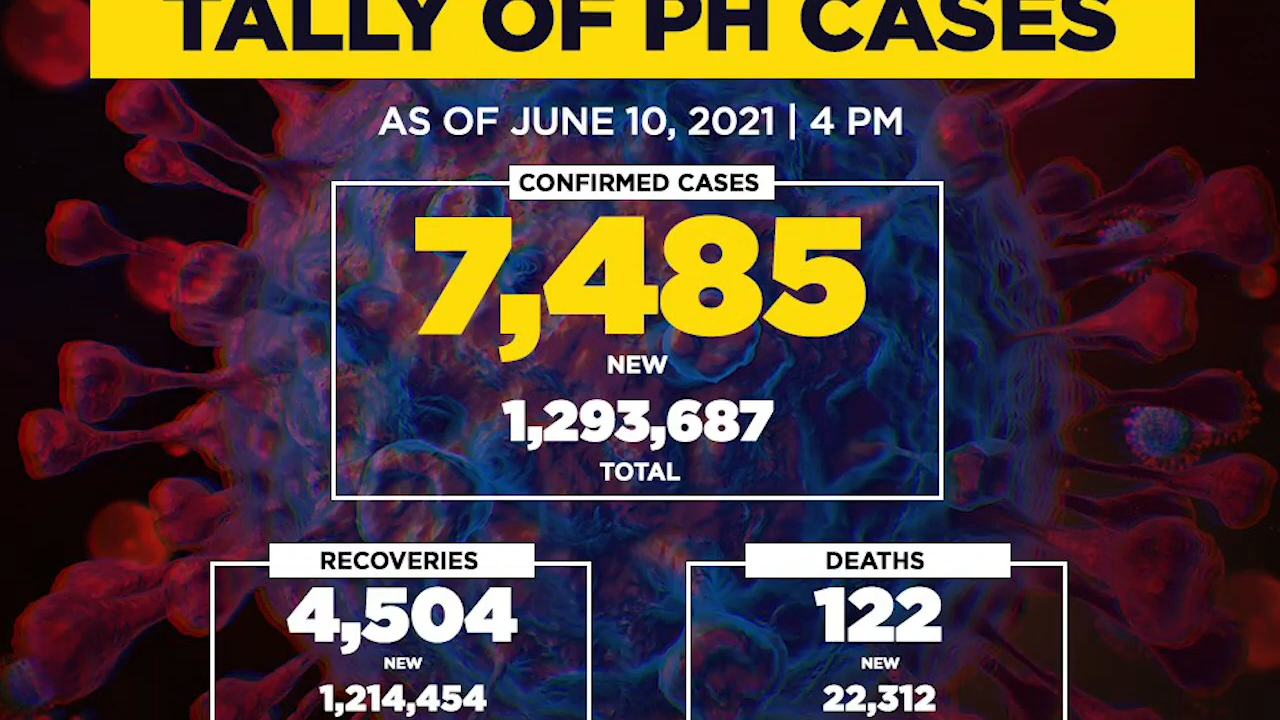 TALLY OF PH CASES
AS OF JUNE 10, 2021 | 4 PM
CONFIRMED CASES
7,485
NEW
1,293,687
TOTAL
RECOVERIES
4,504
NEW
1,214,454
DEATHS
122
NEW
22,312